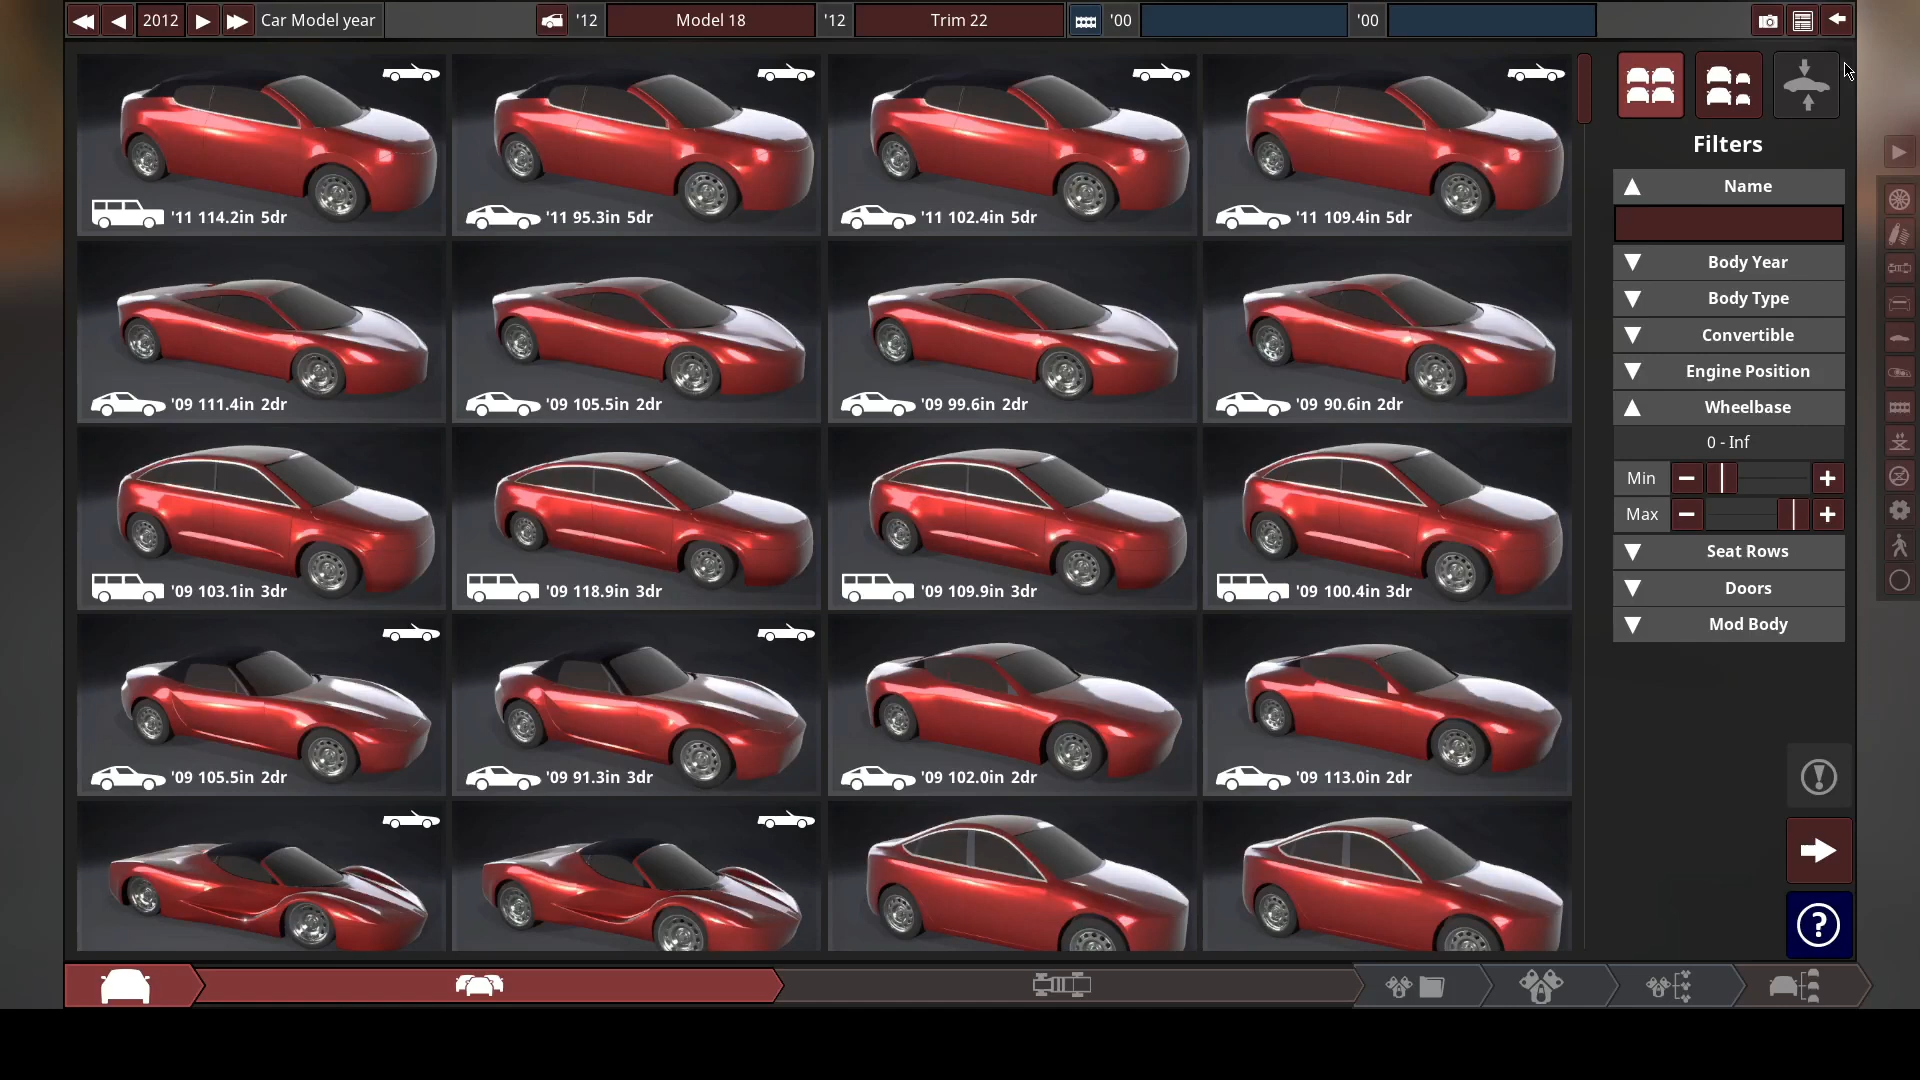 2012 Car Model year '12 Model 18 '12 Trim 22 '00 '00
Filters
Name
Body Year
Body Type
Convertible
Engine Position
Wheelbase
0 - Inf
Min
Max
Seat Rows
Doors
Mod Body
'11 114.2in 5dr
'11 95.3in 5dr
'11 102.4in 5dr
'11 109.4in 5dr
'09 111.4in 2dr
'09 105.5in 2dr
'09 99.6in 2dr
'09 90.6in 2dr
'09 103.1in 3dr
'09 118.9in 3dr
'09 109.9in 3dr
'09 100.4in 3dr
'09 105.5in 2dr
'09 91.3in 3dr
'09 102.0in 2dr
'09 113.0in 2dr
?